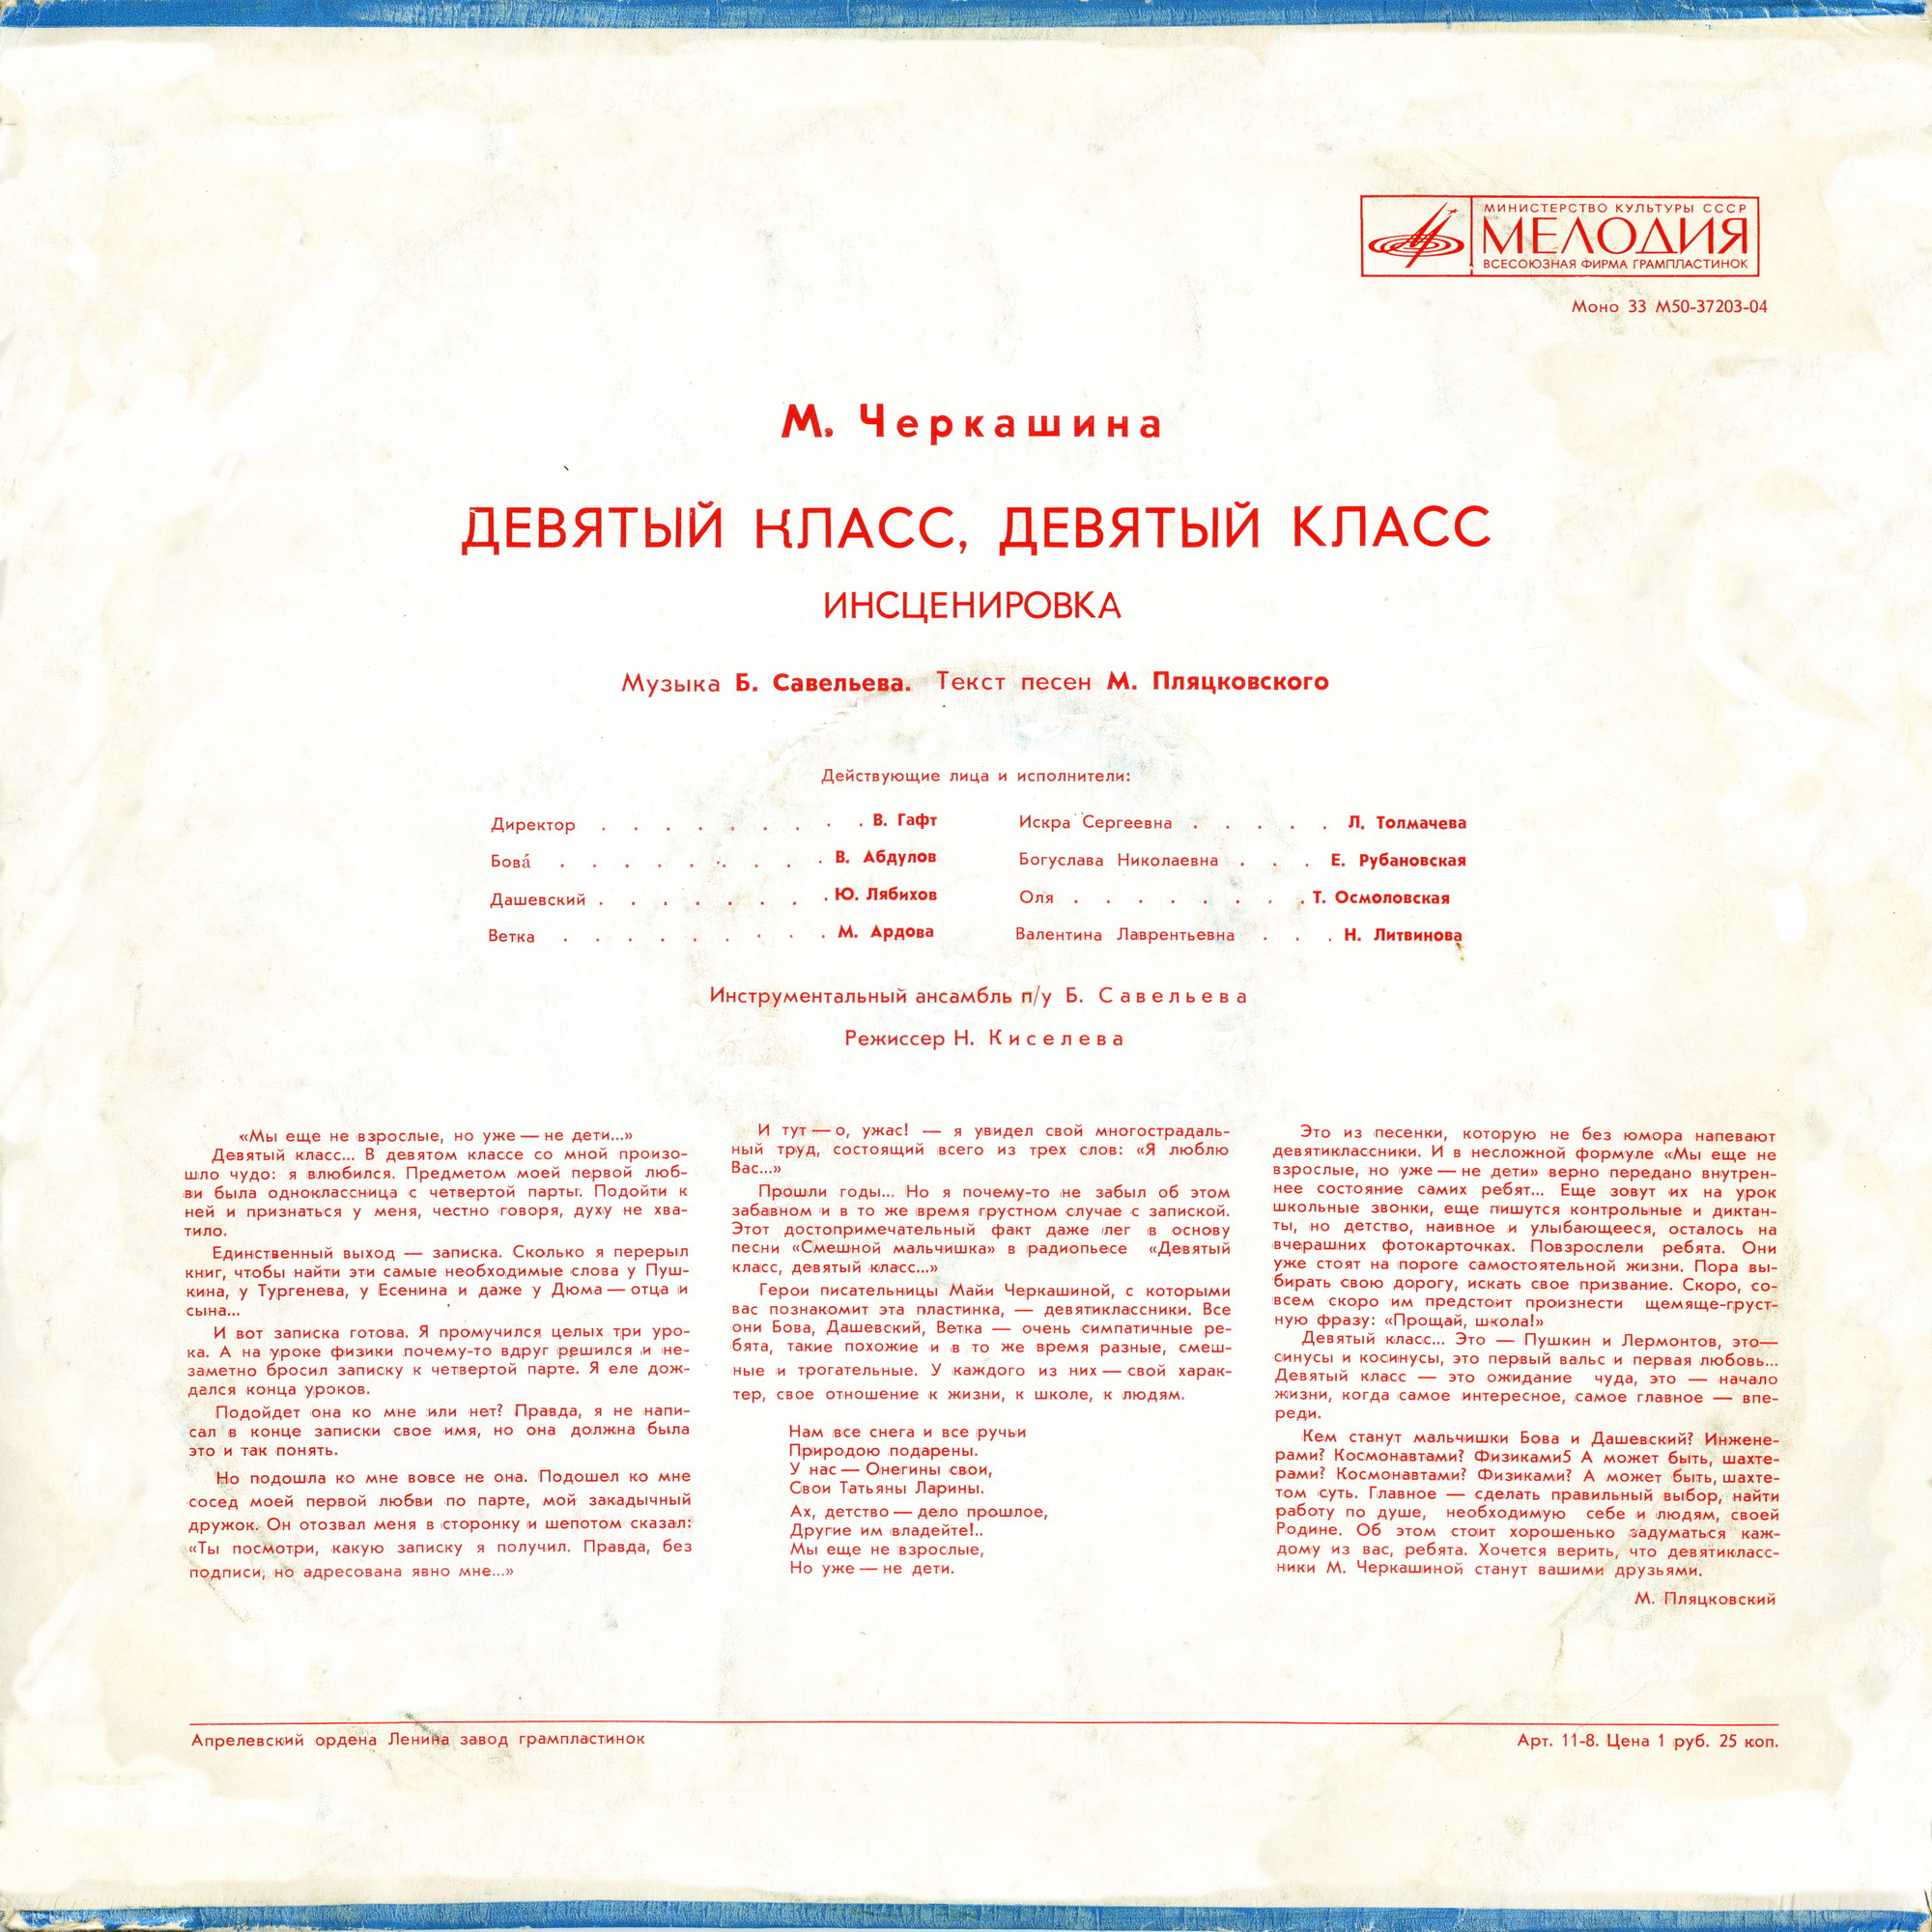 МИНИСТЕРСТВО КУЛЬТУРЫ СССР
МЕЛОДИЯ
ВСЕСОЮЗНАЯ ФИРМА ГРАМПЛАСТИНОК
Моно 33 М50-37203-04
М. Черкашина
ДЕВЯТЫЙ КЛАСС, ДЕВЯТЫЙ КЛАСС
ИНСЦЕНИРОВКА
Музыка Б. Савельева. Текст песен М. Пляцковского
Действующие лица и исполнители:
Директор . . . . . . . . . В. Гафт
Бова́ . . . . . . . . . В. Абдулов
Дашевский . . . . . . . . Ю. Лябихов
Ветка . . . . . . . . . М. Ардова
Искра Сергеевна . . . . . Л. Толмачева
Богуслава Николаевна . . . Е. Рубановская
Оля . . . . . . . . Т. Осмоловская
Валентина Лаврентьевна . . . Н. Литвинова
Инструментальный ансамбль п/у Б. Савельева
Режиссер Н. Киселева
«Мы еще не взрослые, но уже — не дети...»
Девятый класс... В девятом классе со мной произо-
шло чудо: я влюбился. Предметом моей первой люб-
ви была одноклассница с четвертой парты. Подойти к
ней и признаться у меня, честно говоря, духу не хва-
тило.
Единственный выход — записка. Сколько я перерыл
книг, чтобы найти эти самые необходимые слова у Пуш-
кина, у Тургенева, у Есенина и даже у Дюма — отца и
сына...
И вот записка готова. Я промучился целых три уро-
ка. А на уроке физики почему-то вдруг решился и не-
заметно бросил записку к четвертой парте. Я еле дож-
дался конца уроков.
Подойдет она ко мне или нет? Правда, я не напи-
сал в конце записки свое имя, но она должна была
это и так понять.
Но подошла ко мне вовсе не она. Подошел ко мне
сосед моей первой любви по парте, мой закадычный
дружок. Он отозвал меня в сторонку и шепотом сказал:
«Ты посмотри, какую записку я получил. Правда, без
подписи, но адресована явно мне...»
И тут — о, ужас! — я увидел свой многострадаль-
ный труд, состоящий всего из трех слов: «Я люблю
Вас...»
Прошли годы... Но я почему-то не забыл об этом
забавном и в то же время грустном случае с запиской.
Этот достопримечательный факт даже лег в основу
песни «Смешной мальчишка» в радиопьесе «Девятый
класс, девятый класс...»
Герои писательницы Майи Черкашиной, с которыми
вас познакомит эта пластинка, — девятиклассники. Все
они Бова, Дашевский, Ветка — очень симпатичные ре-
бята, такие похожие и в то же время разные, смеш-
ные и трогательные. У каждого из них — свой харак-
тер, свое отношение к жизни, к школе, к людям.
Нам все снега и все ручьи
Природою подарены.
У нас — Онегины свои,
Свои Татьяны Ларины.
Ах, детство — дело прошлое,
Другие им владейте!..
Мы еще не взрослые,
Но уже — не дети.
Это из песенки, которую не без юмора напевают
девятиклассники. И в несложной формуле «Мы еще не
взрослые, но уже — не дети» верно передано внутрен-
нее состояние самих ребят... Еще зовут их на урок
школьные звонки, еще пишутся контрольные и диктан-
ты, но детство, наивное и улыбающееся, осталось на
вчерашних фотокарточках. Повзрослели ребята. Они
уже стоят на пороге самостоятельной жизни. Пора вы-
бирать свою дорогу, искать свое призвание. Скоро, со-
всем скоро им предстоит произнести щемяще-груст-
ную фразу: «Прощай, школа!»
Девятый класс... Это — Пушкин и Лермонтов, это—
синусы и косинусы, это первый вальс и первая любовь...
Девятый класс — это ожидание чуда, это — начало
жизни, когда самое интересное, самое главное — впе-
реди.
Кем станут мальчишки Бова и Дашевский? Инжене-
рами? Космонавтами? Физиками5 А может быть, шахте-
рами? Космонавтами? Физиками? А может быть, шахте-
том суть. Главное — сделать правильный выбор, найти
работу по душе, необходимую себе и людям, своей
Родине. Об этом стоит хорошенько задуматься каж-
дому из вас, ребята. Хочется верить, что девятикласс-
ники М. Черкашиной станут вашими друзьями.
М. Пляцковский
Апрелевский ордена Ленина завод грампластинок
Арт. 11-8. Цена 1 руб. 25 коп.